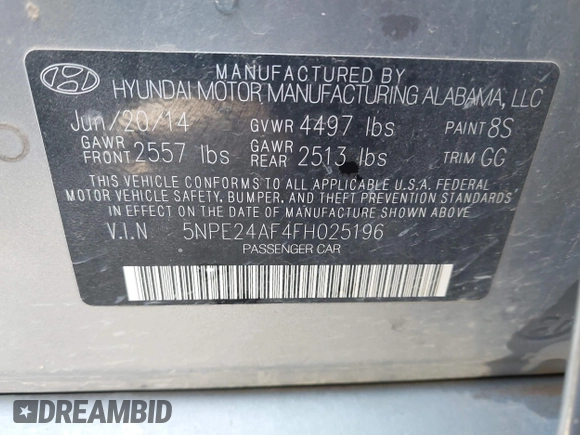 MANUFACTURED BY
HYUNDAI MOTOR MANUFACTURING ALABAMA, LLC
Jun/20/14 GVWR 4497 lbs PAINT 8S
GAWR FRONT 2557 lbs GAWR REAR 2513 lbs TRIM GG
THIS VEHICLE CONFORMS TO ALL APPLICABLE U.S.A. FEDERAL
MOTOR VEHICLE SAFETY, BUMPER, AND THEFT PREVENTION STANDARDS
IN EFFECT ON THE DATE OF MANUFACTURE SHOWN ABOVE.
V.I.N 5NPE24AF4FH025196
PASSENGER CAR
DREAMBID